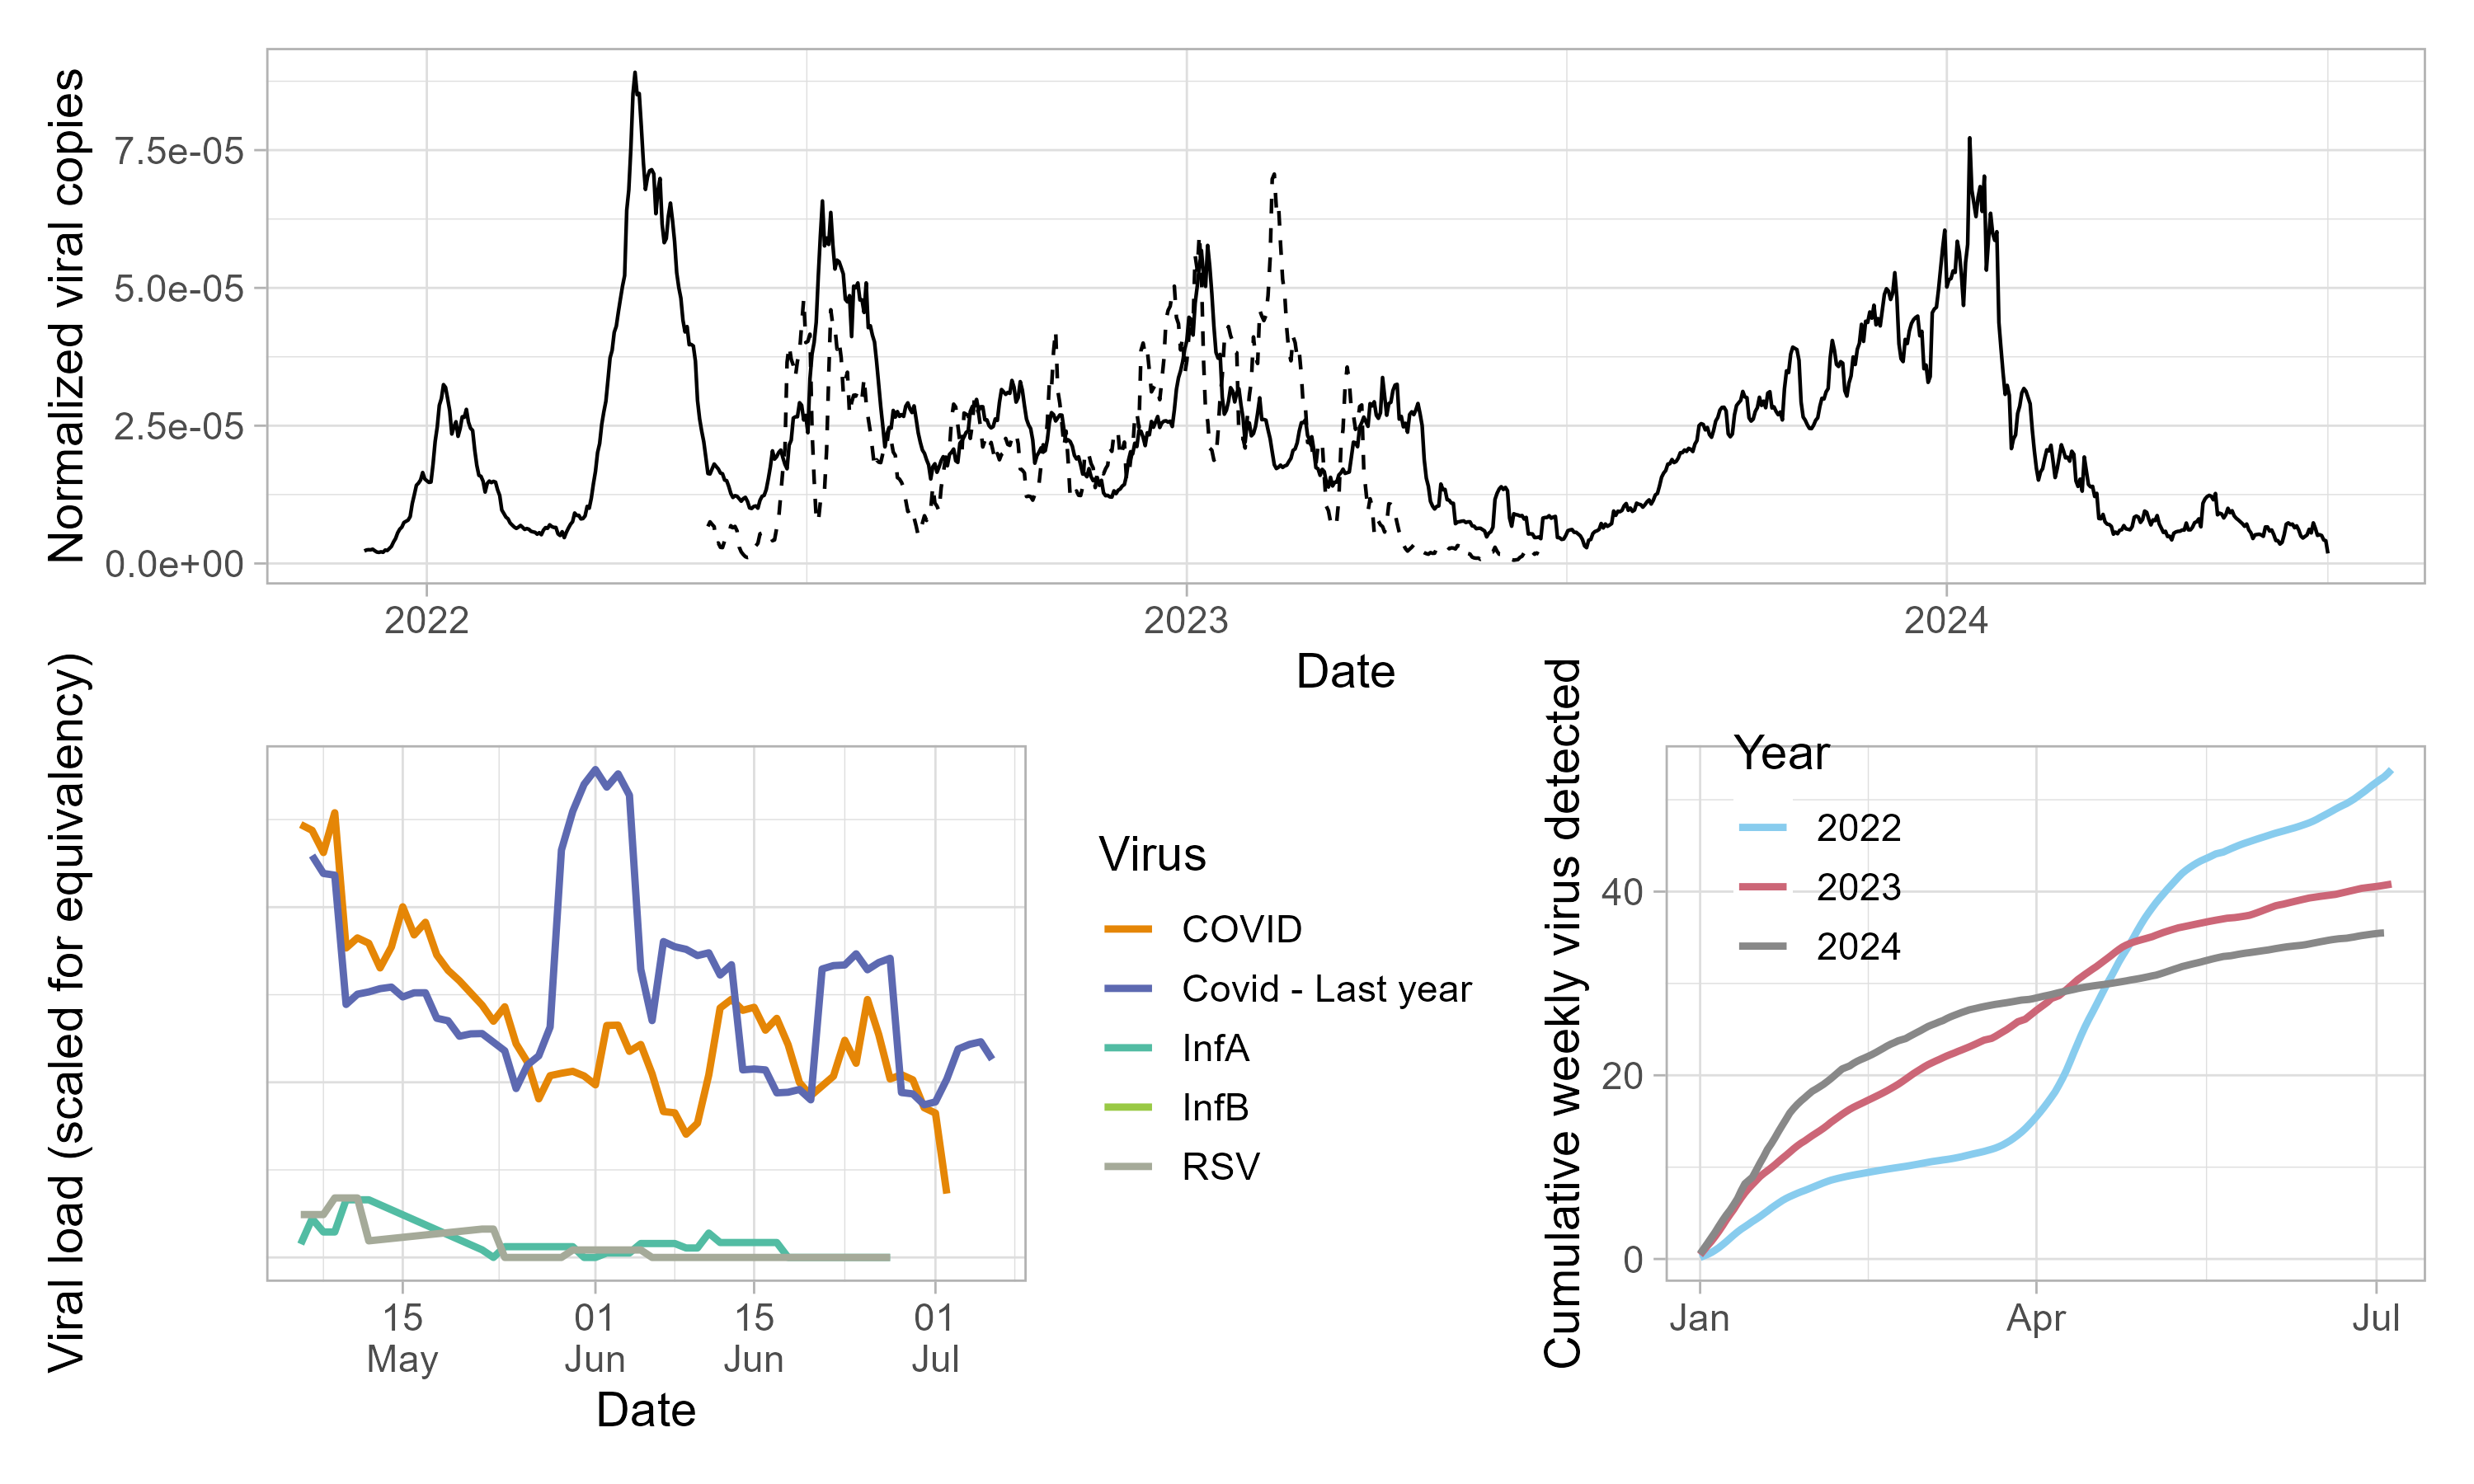 Normalized viral copies
7.5e-05
5.0e-05
2.5e-05
0.0e+00
2022
2023
2024
Date
Viral load (scaled for equivalency)
15
May
01
Jun
15
Jun
01
Jul
Date
Virus
COVID
Covid - Last year
InfA
InfB
RSV
Cumulative weekly virus detected
40
20
0
Jan
Apr
Jul
Year
2022
2023
2024